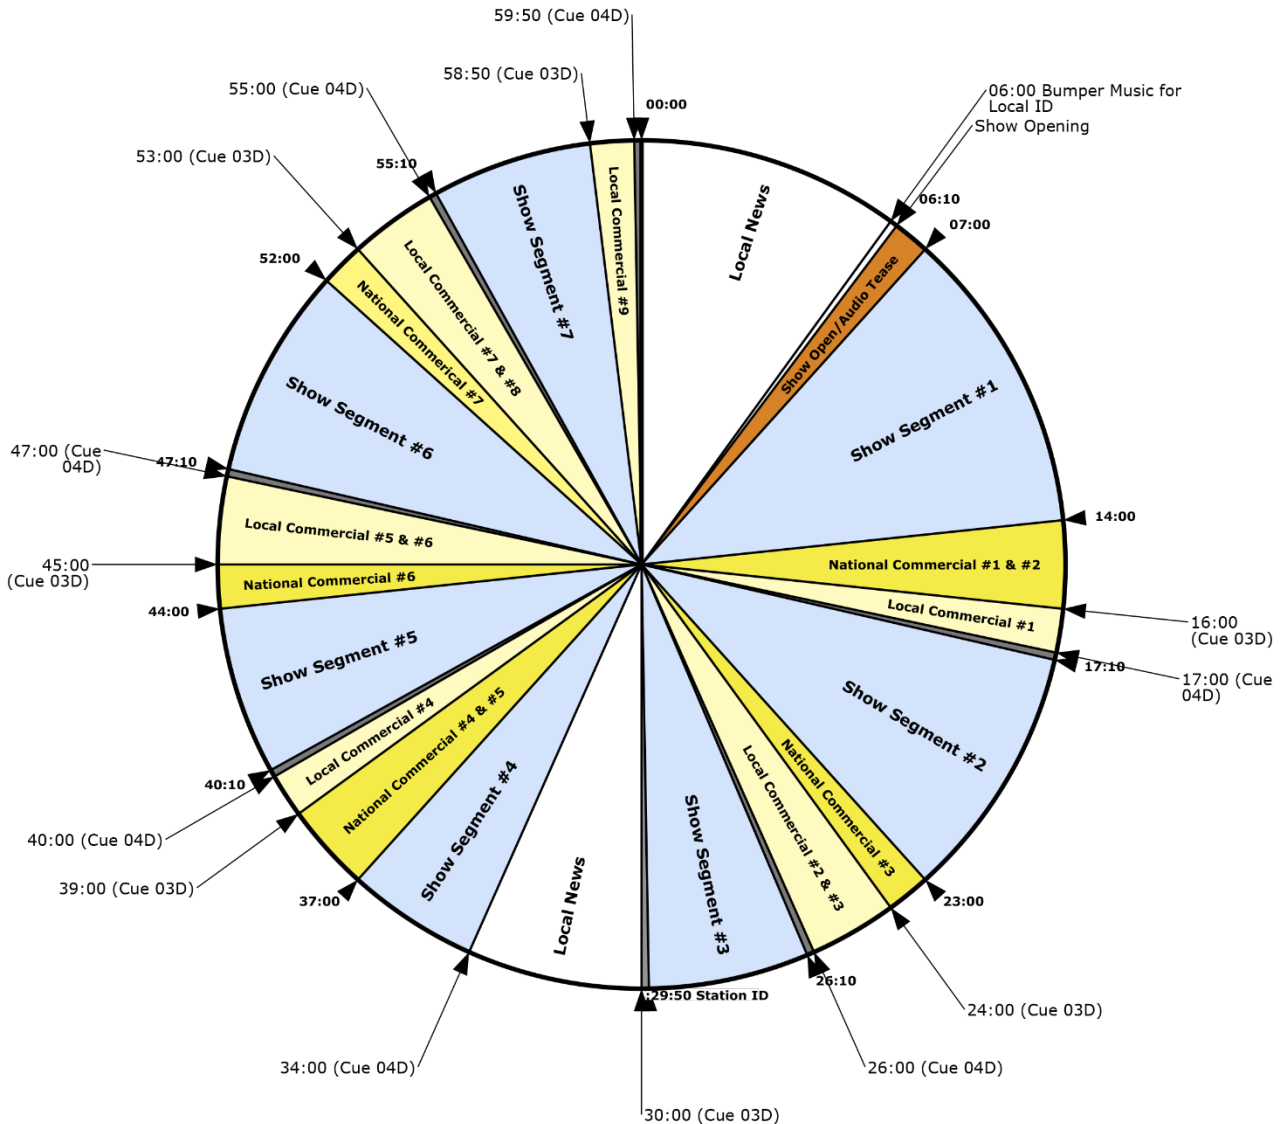 59:50 (Cue 04D)
58:50 (Cue 03D)
55:00 (Cue 04D)
00:00
06:00 Bumper Music for
Local ID
Show Opening
53:00 (Cue 03D)
55:10
06:10
07:00
52:00
Local News
Show Open/Audio Tease
Show Segment #1
14:00
National Commercial #1 & #2
Local Commercial #1
16:00
(Cue 03D)
17:10
17:00 (Cue
04D)
Show Segment #2
National Commercial #3
23:00
24:00 (Cue 03D)
Local Commercial #2 & #3
26:10
26:00 (Cue 04D)
Show Segment #3
:29:50 Station ID
30:00 (Cue 03D)
Local News
34:00 (Cue 04D)
Show Segment #4
37:00
National Commercial #4 & #5
39:00 (Cue 03D)
Local Commercial #4
40:00 (Cue 04D)
40:10
Show Segment #5
44:00
National Commercial #6
45:00
(Cue 03D)
Local Commercial #5 & #6
47:00 (Cue
04D)
47:10
Show Segment #6
National Commerical #7
Local Commercial #7 & #8
Show Segment #7
Local Commercial #9